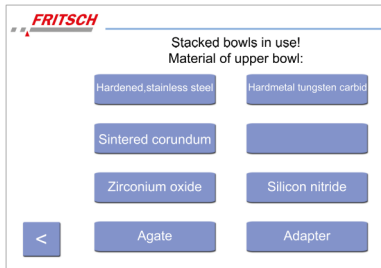 FRITSCH
Stacked bowls in use!
Material of upper bowl:
Hardened,stainless steel
Hardmetal tungsten carbid
Sintered corundum
Zirconium oxide
Silicon nitride
<
Agate
Adapter